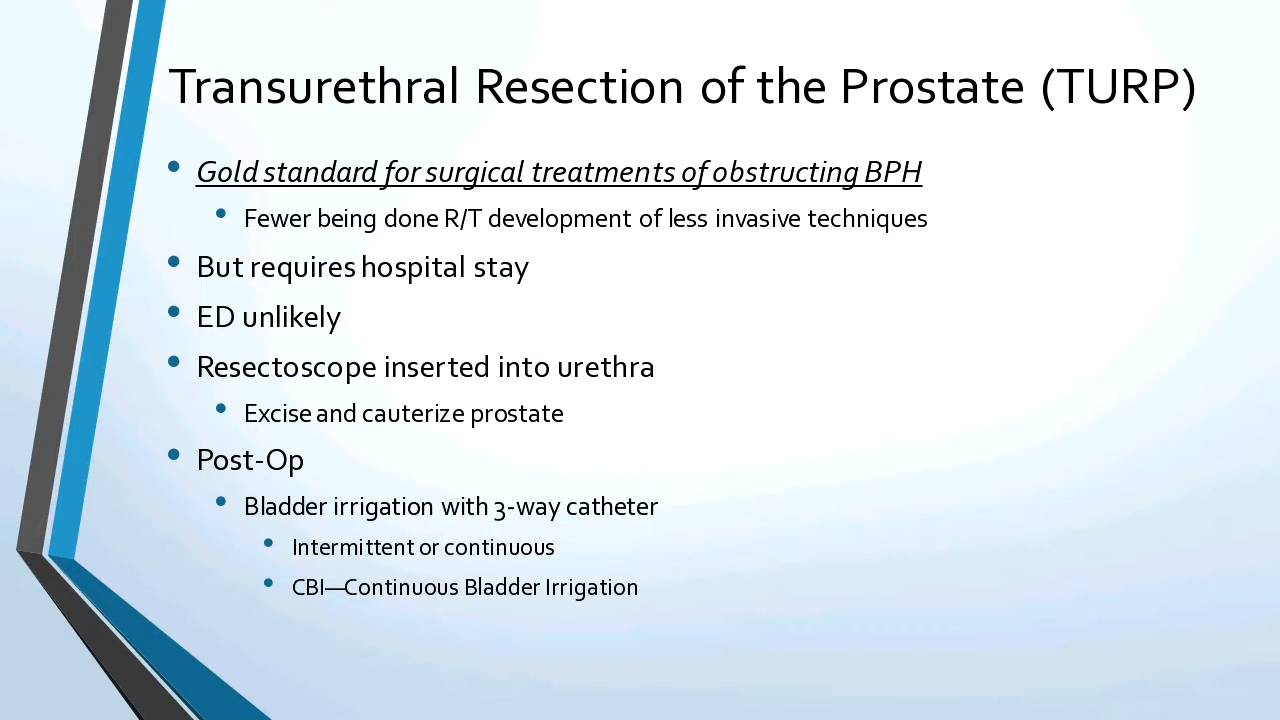 Transurethral Resection of the Prostate (TURP)
• Gold standard for surgical treatments of obstructing BPH
• Fewer being done R/T development of less invasive techniques
• But requires hospital stay
• ED unlikely
• Resectoscope inserted into urethra
• Excise and cauterize prostate
• Post-Op
• Bladder irrigation with 3-way catheter
• Intermittent or continuous
• CBI—Continuous Bladder Irrigation